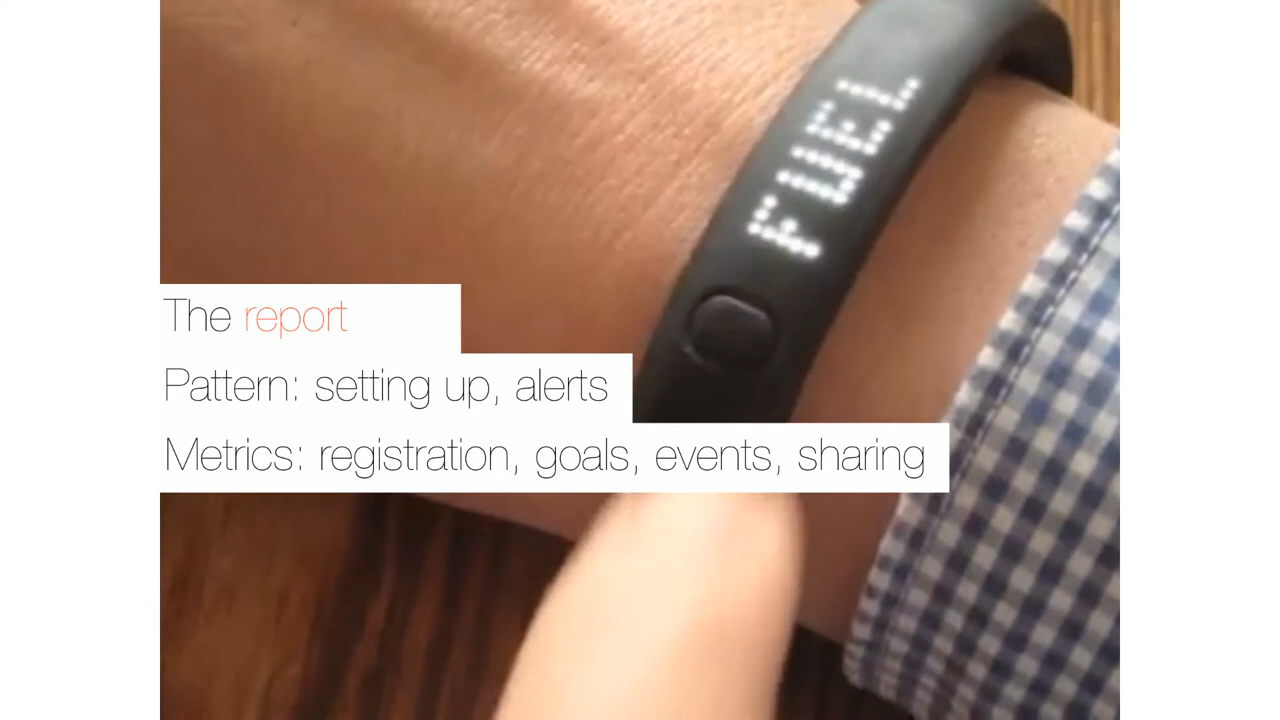 FUEL
The report
Pattern: setting up, alerts
Metrics: registration, goals, events, sharing